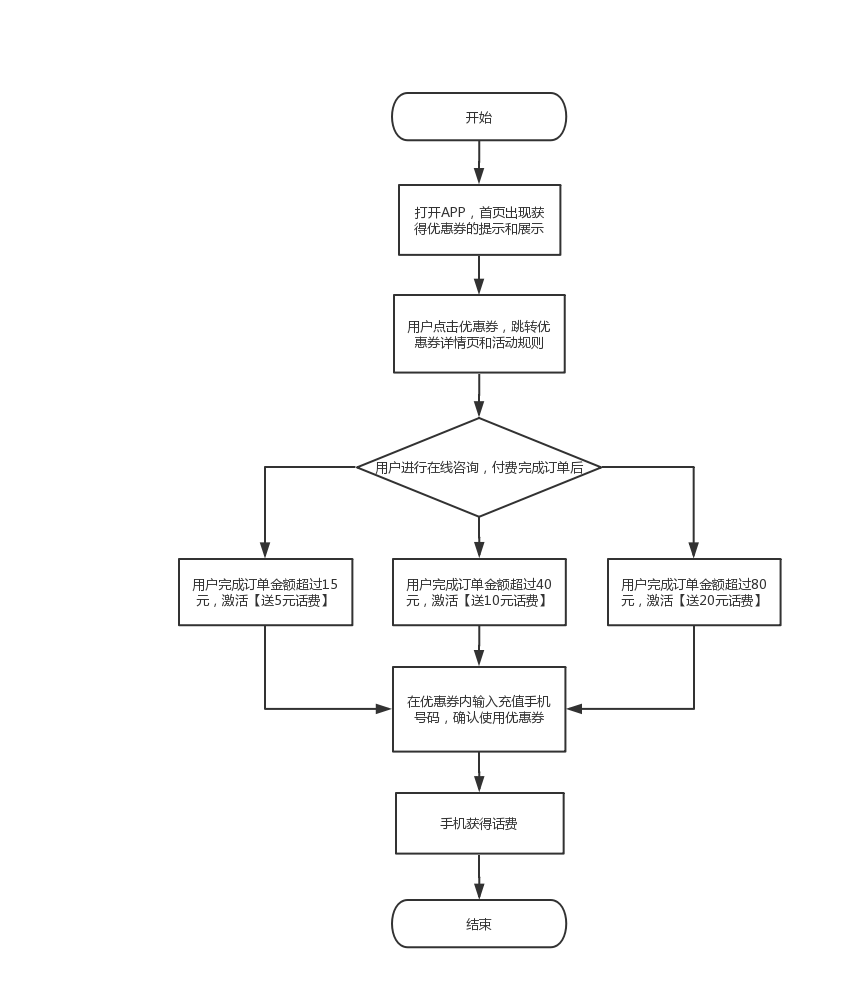 开始
打开APP，首页出现获
得优惠券的提示和展示
用户点击优惠券，跳转优
惠券详情页和活动规则
用户进行在线咨询，付费完成订单后
用户完成订单金额超过15
元，激活【送5元话费】
用户完成订单金额超过40
元，激活【送10元话费】
用户完成订单金额超过80
元，激活【送20元话费】
在优惠券内输入充值手机
号码，确认使用优惠券
手机获得话费
结束